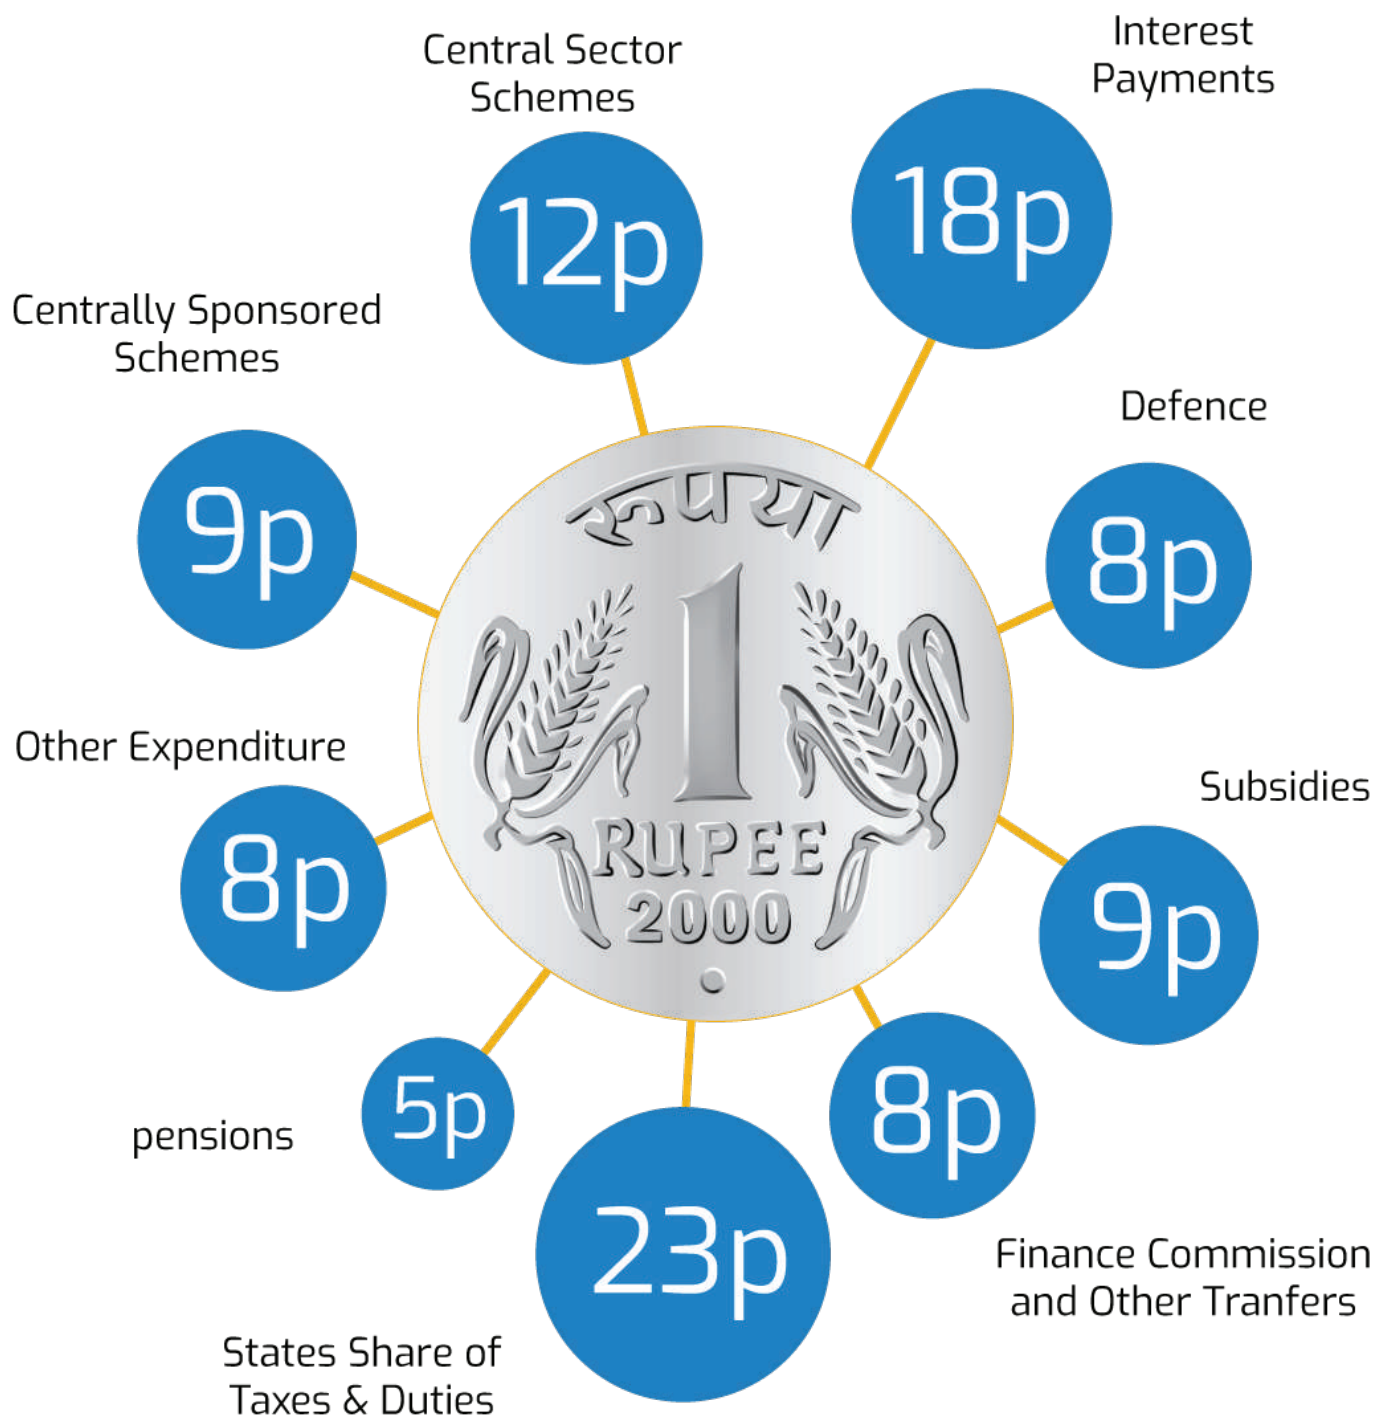 Interest
Payments
18p
Central Sector
Schemes
12p
Centrally Sponsored
Schemes
9p
Defence
8p
रूपया
1
RUPEE
2000
Other Expenditure
8p
Subsidies
9p
pensions
5p
8p
Finance Commission
and Other Tranfers
23p
States Share of
Taxes & Duties